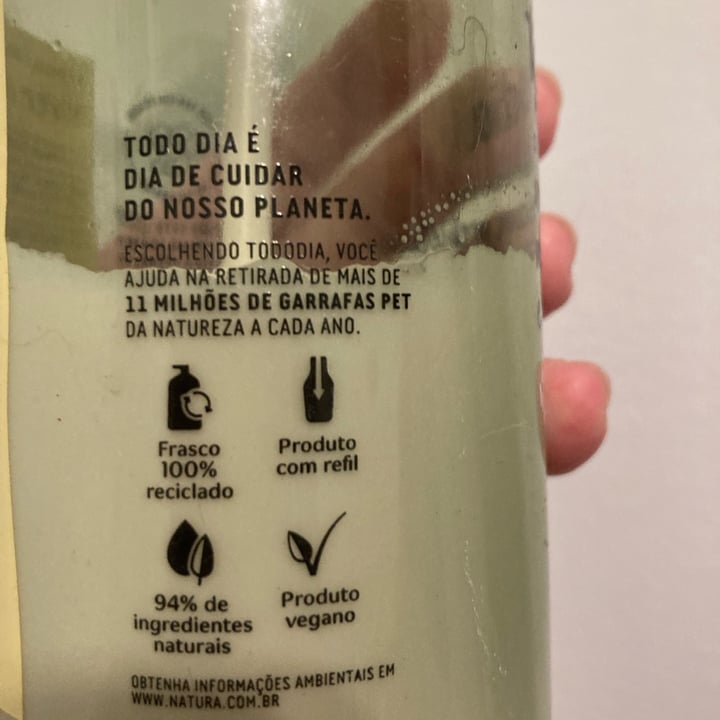 TODO DIA É
DIA DE CUIDAR
DO NOSSO PLANETA.
ESCOLHENDO TODODIA, VOCÊ
AJUDA NA RETIRADA DE MAIS DE
11 MILHÕES DE GARRAFAS PET
DA NATUREZA A CADA ANO.
Frasco
100%
reciclado
Produto
com refil
94% de
ingredientes
naturais
Produto
vegano
OBTENHA INFORMAÇÕES AMBIENTAIS EM
WWW.NATURA.COM.BR